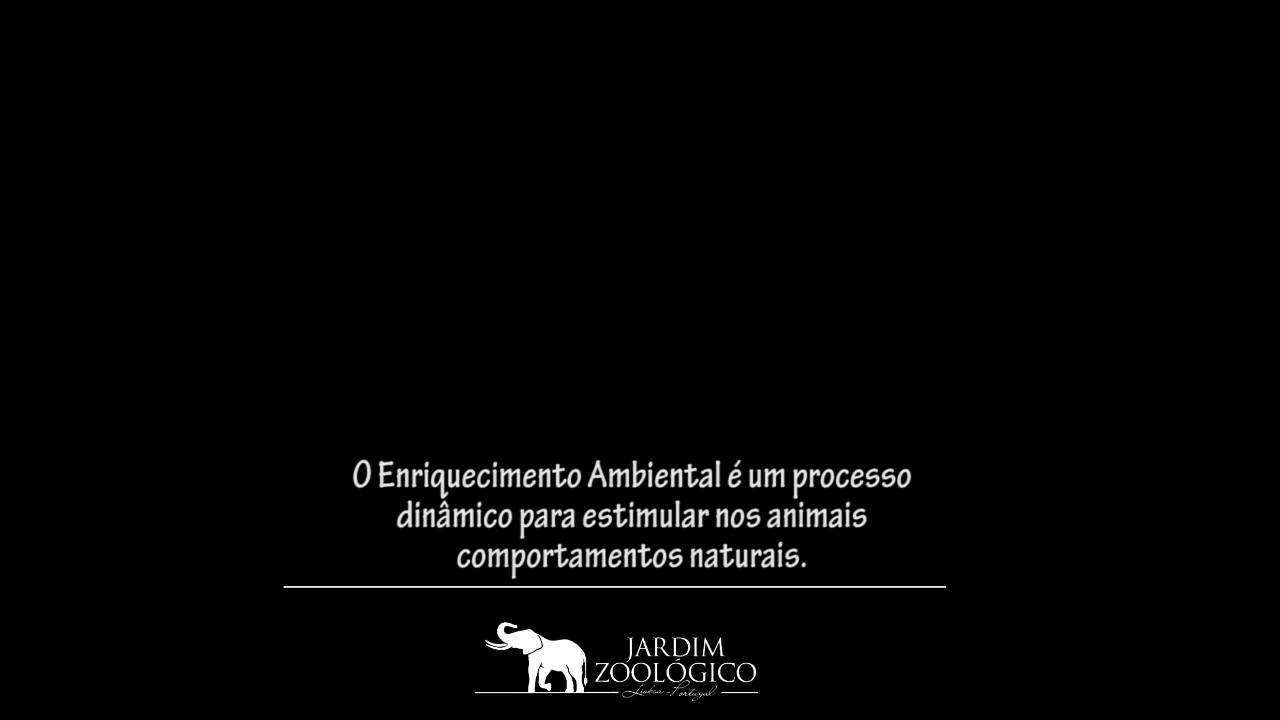 O Enriquecimento Ambiental é um processo
dinâmico para estimular nos animais
comportamentos naturais.
JARDIM
ZOOLÓGICO
Lisboa - Portugal